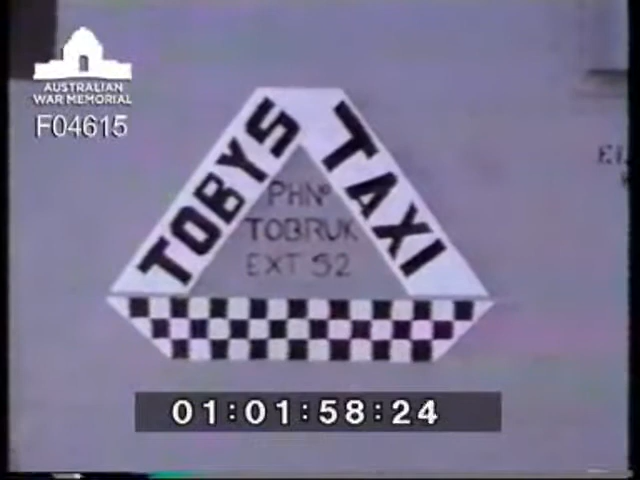 AUSTRALIAN
WAR MEMORIAL
F04615
TOBYS TAXI
PHNº
TOBRUK
EXT 52
01:01:58:24